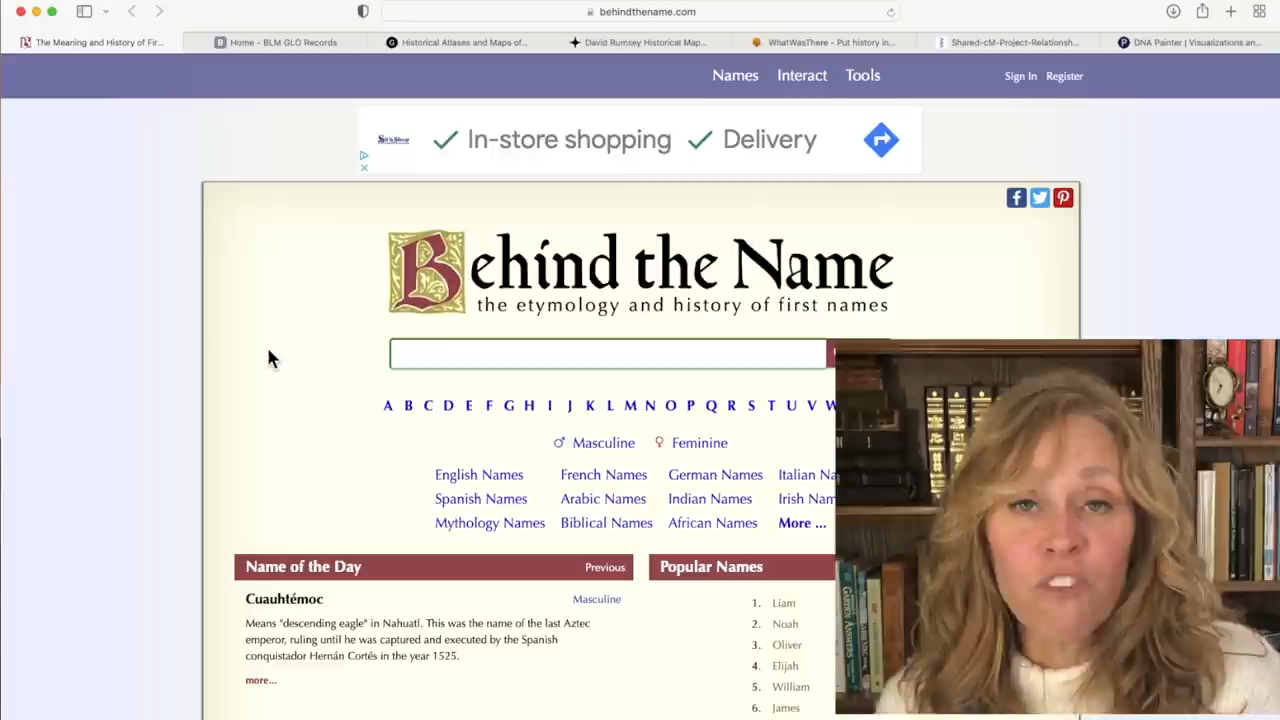 behindthename.com
The Meaning and History of Fir...
Home - BLM GLO Records
Historical Atlases and Maps of...
David Rumsey Historical Map...
WhatWasThere - Put history in...
Shared-cM-Project-Relationsh...
DNA Painter | Visualizations an...
Names Interact Tools Sign In Register
In-store shopping Delivery
Behind the Name
the etymology and history of first names
A B C D E F G H I J K L M N O P Q R S T U V W
♂ Masculine ♀ Feminine
English Names French Names German Names Italian Na
Spanish Names Arabic Names Indian Names Irish Nam
Mythology Names Biblical Names African Names More ...
Name of the Day Previous
Cuauhtémoc Masculine
Means "descending eagle" in Nahuatl. This was the name of the last Aztec
emperor, ruling until he was captured and executed by the Spanish
conquistador Hernán Cortés in the year 1525.
more...
Popular Names
1. Liam
2. Noah
3. Oliver
4. Elijah
5. William
6. James
GARDEN ANSWERS